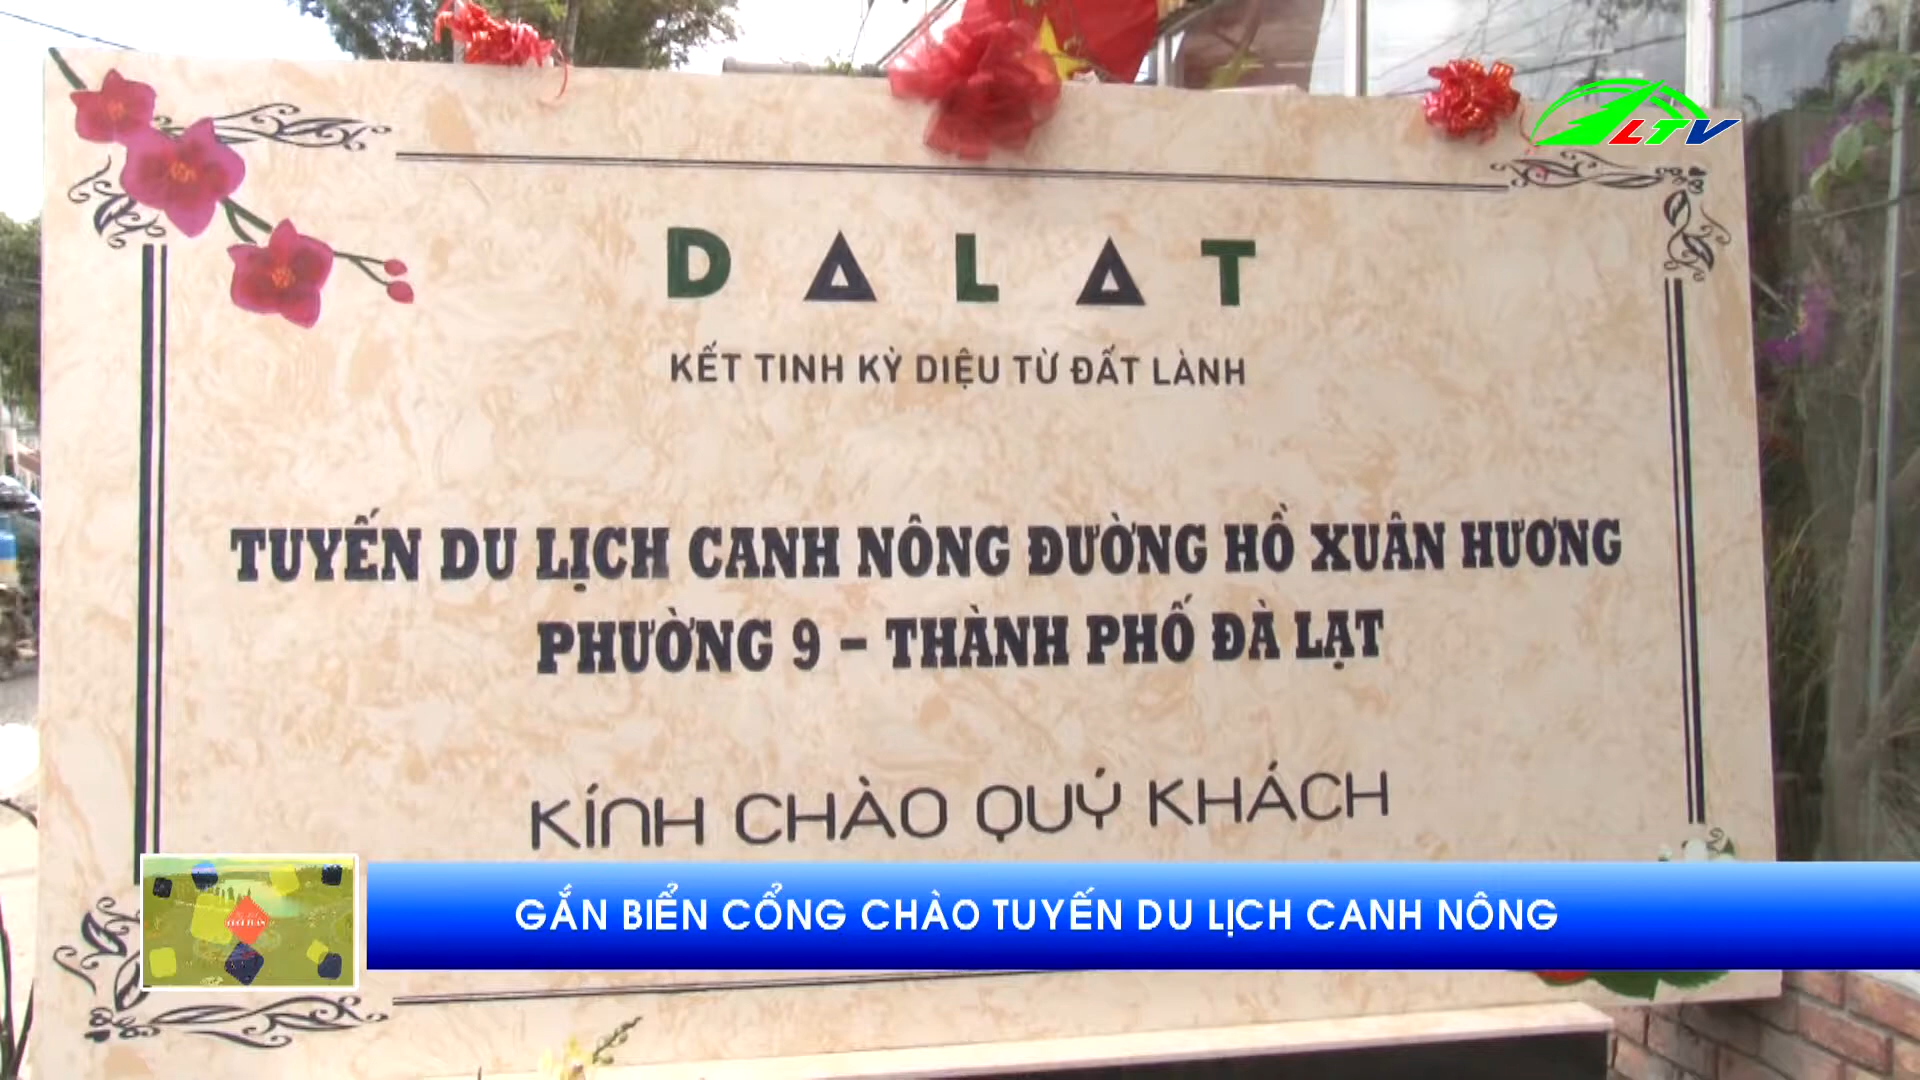 LTV
DALAT
KẾT TINH KỲ DIỆU TỪ ĐẤT LÀNH
TUYẾN DU LỊCH CANH NÔNG ĐƯỜNG HỒ XUÂN HƯƠNG
PHƯỜNG 9 – THÀNH PHỐ ĐÀ LẠT
KÍNH CHÀO QUÝ KHÁCH
GẮN BIỂN CỔNG CHÀO TUYẾN DU LỊCH CANH NÔNG